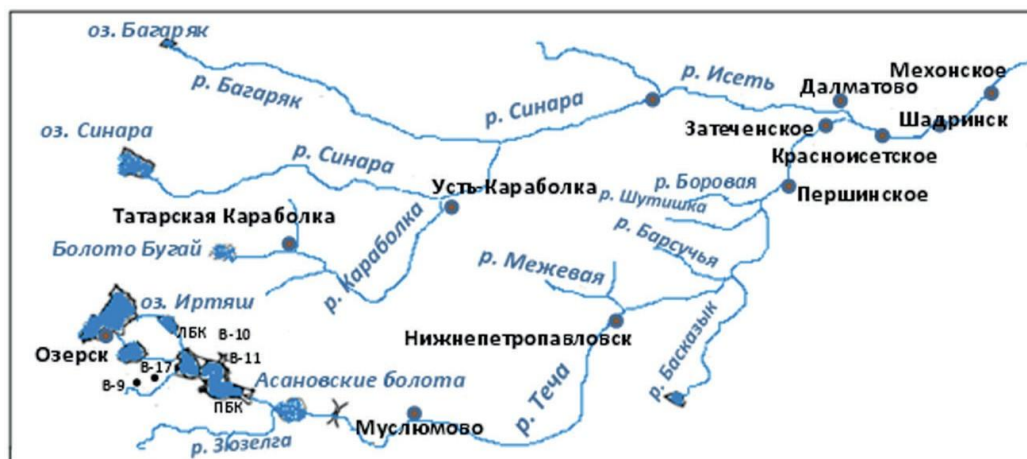 оз. Багаряк
р. Багаряк
р. Исеть
Мехонское
Далматово
р. Синара
оз. Синара
Затеченское
Шадринск
Красноисетское
р. Синара
р. Боровая
Усть-Караболка
Першинское
р. Шутишка
Татарская Караболка
р. Караболка
Болото Бугай
р. Барсучья
р. Межевая
оз. Иртяш
ЛБК
В-10
Нижнепетропавловск
Озерск
В-11
В-17
В-9
Асановские болота
р. Басказык
ПБК
р. Теча
Муслюмово
р. Зюзелга